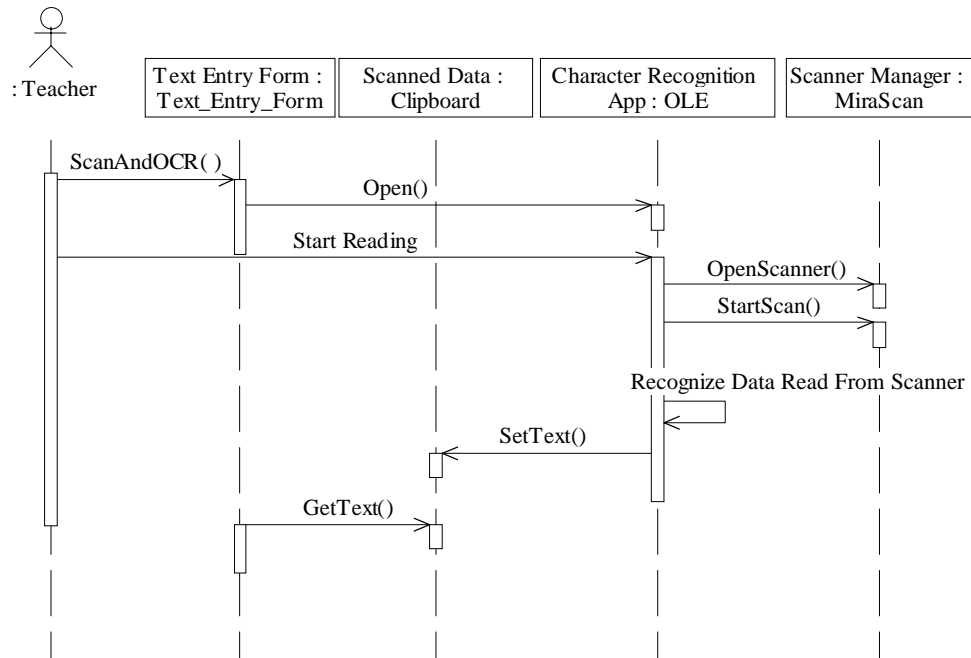 : Teacher
Text Entry Form :
Text_Entry_Form
Scanned Data :
Clipboard
Character Recognition
App : OLE
Scanner Manager :
MiraScan
ScanAndOCR( )
Open()
Start Reading
OpenScanner()
StartScan()
Recognize Data Read From Scanner
SetText()
GetText()